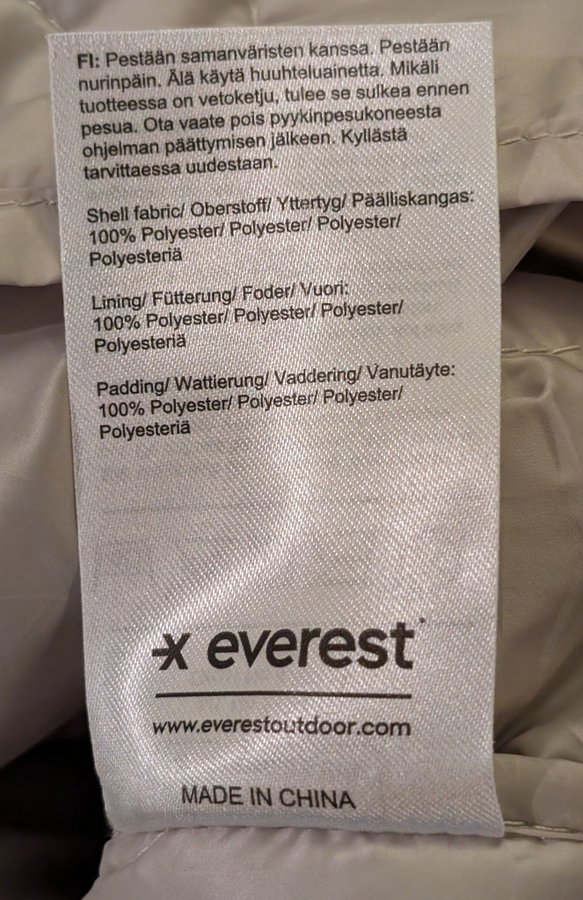 FI: Pestään samanväristen kanssa. Pestään
nurinpäin. Älä käytä huuhteluainetta. Mikäli
tuotteessa on vetoketju, tulee se sulkea ennen
pesua. Ota vaate pois pyykinpesukoneesta
ohjelman päättymisen jälkeen. Kyllästä
tarvittaessa uudestaan.
Shell fabric/ Oberstoff/ Yttertyg/ Päälliskangas:
100% Polyester/ Polyester/ Polyester/
Polyesteriä
Lining/ Fütterung/ Foder/ Vuori:
100% Polyester/ Polyester/ Polyester/
Polyesteriä
Padding/ Wattierung/ Vaddering/ Vanutäyte:
100% Polyester/ Polyester/ Polyester/
Polyesteriä
everest
www.everestoutdoor.com
MADE IN CHINA